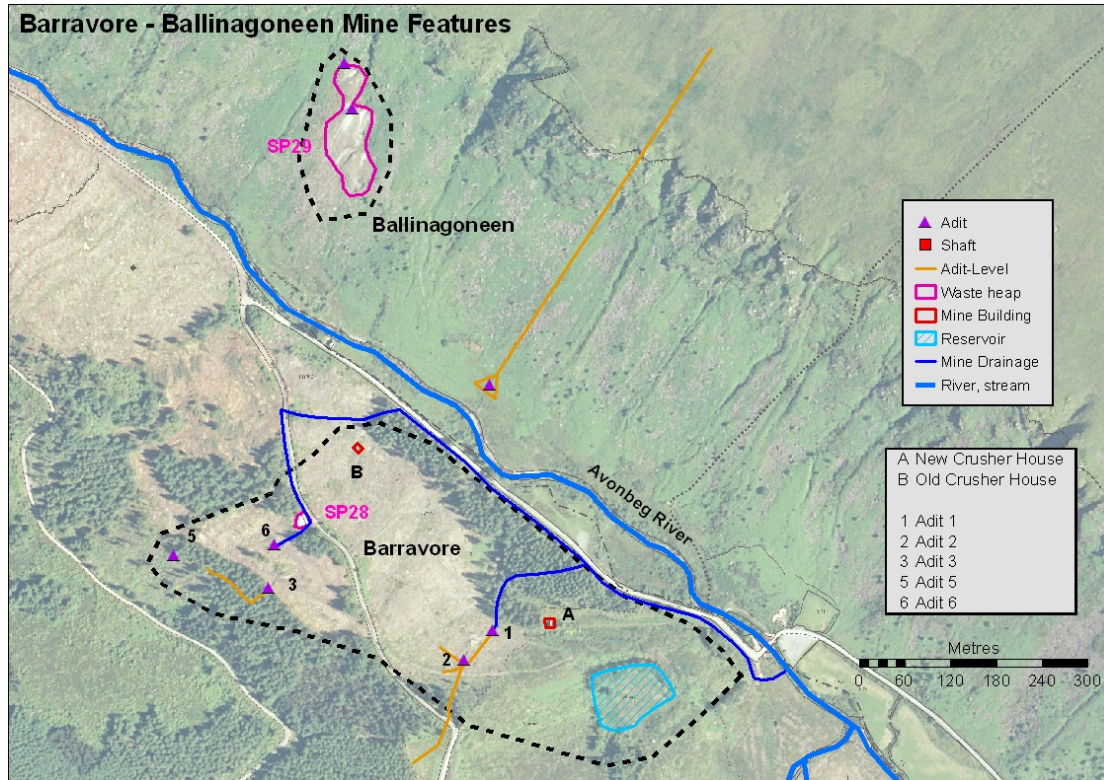 Barravore - Ballinagoneen Mine Features
SP29
Ballinagoneen
Adit
Shaft
Adit-Level
Waste heap
Mine Building
Reservoir
Mine Drainage
River, stream
B
Avonbeg River
A New Crusher House
B Old Crusher House
1 Adit 1
2 Adit 2
3 Adit 3
5 Adit 5
6 Adit 6
SP28
5
6
Barravore
3
A
1
2
Metres
0 60 120 180 240 300